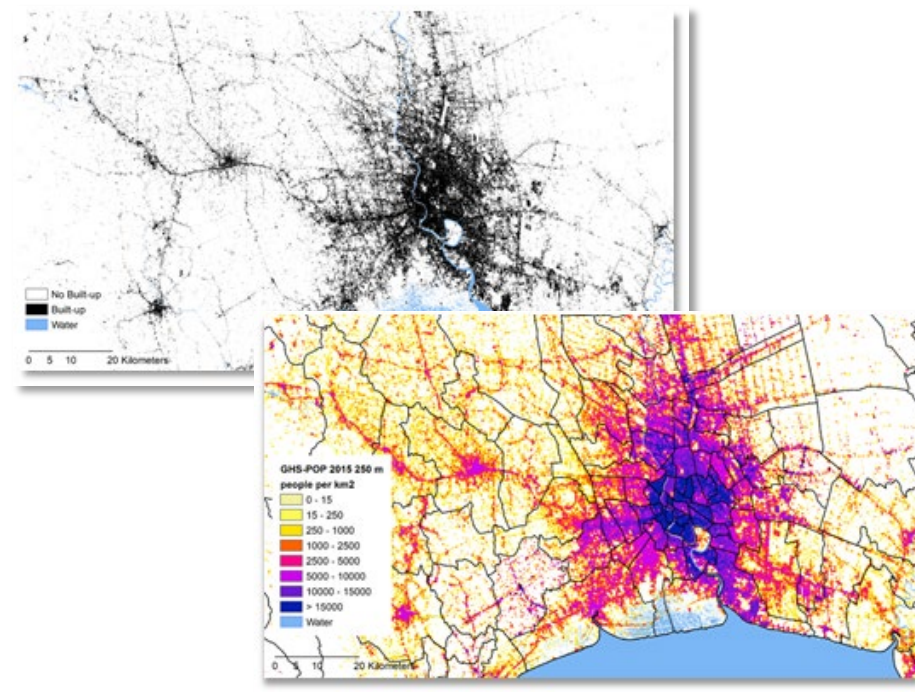 No Built-up
Built-up
Water
0 5 10 20 Kilometers
GHS-POP 2015 250 m
people per km2
0 - 15
15 - 250
250 - 1000
1000 - 2500
2500 - 5000
5000 - 10000
10000 - 15000
> 15000
Water
0 5 10 20 Kilometers